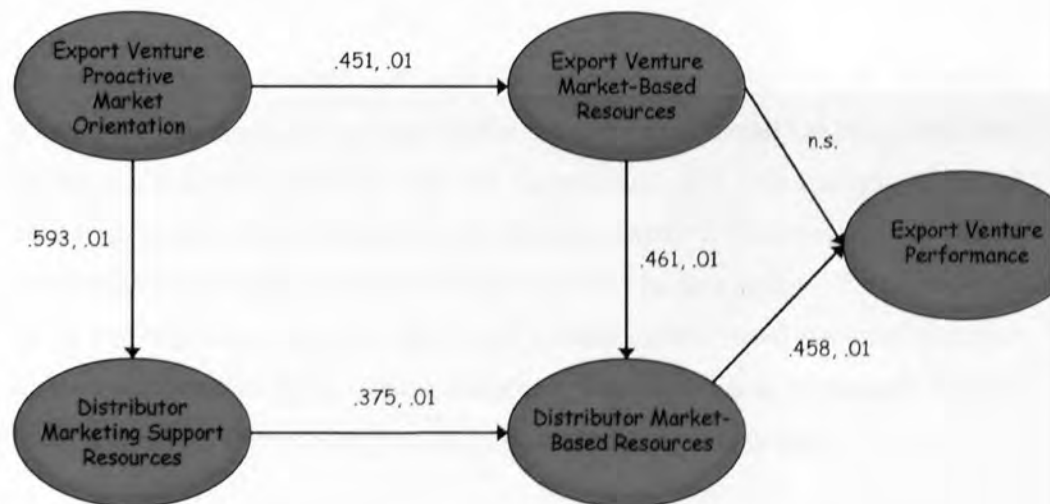 Export Venture
Proactive
Market
Orientation
.451, .01
Export Venture
Market-Based
Resources
n.s.
.593, .01
.461, .01
Export Venture
Performance
.458, .01
Distributor
Marketing Support
Resources
.375, .01
Distributor Market-
Based Resources